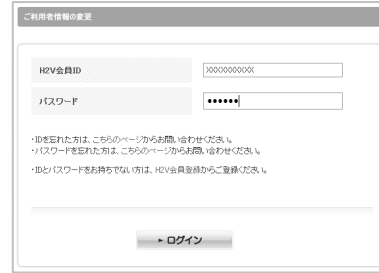 ご利用者情報の変更
H2V会員ID
XXXXXXXXXX
パスワード
●●●●●●
・IDを忘れた方は、こちらのページからお問い合わせください。
・パスワードを忘れた方は、こちらのページからお問い合わせください。
・IDとパスワードをお持ちでない方は、H2V会員登録からご登録ください。
ログイン